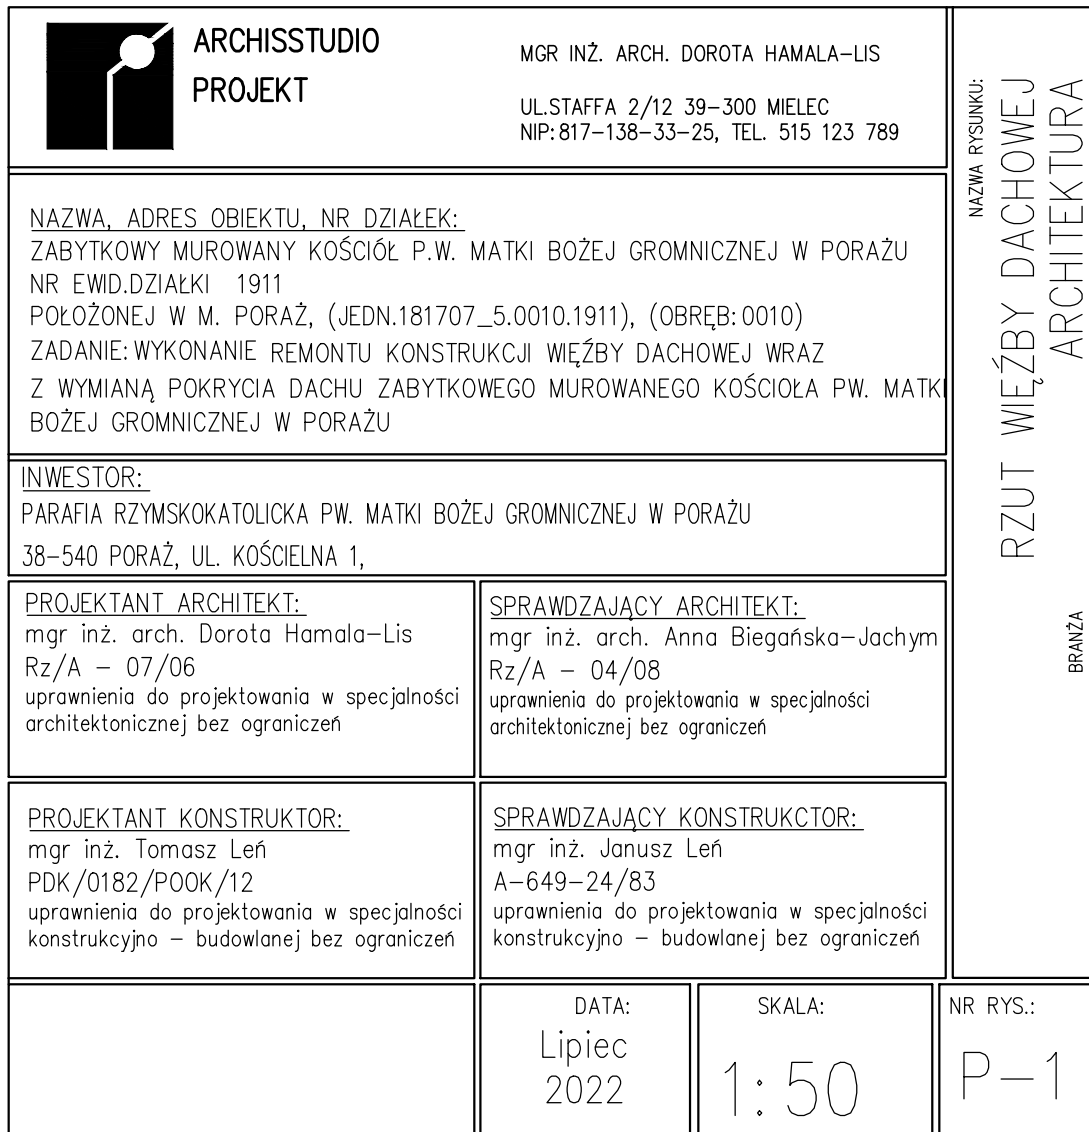 ARCHISSTUDIO
PROJEKT
MGR INŻ. ARCH. DOROTA HAMALA-LIS
UL.STAFFA 2/12 39-300 MIELEC
NIP:817-138-33-25, TEL. 515 123 789
NAZWA, ADRES OBIEKTU, NR DZIAŁEK:
ZABYTKOWY MUROWANY KOŚCIÓŁ P.W. MATKI BOŻEJ GROMNICZNEJ W PORAŻU
NR EWID.DZIAŁKI 1911
POŁOŻONEJ W M. PORAŻ, (JEDN.181707_5.0010.1911), (OBRĘB:0010)
ZADANIE: WYKONANIE REMONTU KONSTRUKCJI WIĘŹBY DACHOWEJ WRAZ
Z WYMIANĄ POKRYCIA DACHU ZABYTKOWEGO MUROWANEGO KOŚCIOŁA PW. MATKI
BOŻEJ GROMNICZNEJ W PORAŻU
INWESTOR:
PARAFIA RZYMSKOKATOLICKA PW. MATKI BOŻEJ GROMNICZNEJ W PORAŻU
38-540 PORAŻ, UL. KOŚCIELNA 1,
PROJEKTANT ARCHITEKT:
mgr inż. arch. Dorota Hamala-Lis
Rz/A - 07/06
uprawnienia do projektowania w specjalności
architektonicznej bez ograniczeń
SPRAWDZAJĄCY ARCHITEKT:
mgr inż. arch. Anna Biegańska-Jachym
Rz/A - 04/08
uprawnienia do projektowania w specjalności
architektonicznej bez ograniczeń
PROJEKTANT KONSTRUKTOR:
mgr inż. Tomasz Leń
PDK/0182/POOK/12
uprawnienia do projektowania w specjalności
konstrukcyjno - budowlanej bez ograniczeń
SPRAWDZAJĄCY KONSTRUKCTOR:
mgr inż. Janusz Leń
A-649-24/83
uprawnienia do projektowania w specjalności
konstrukcyjno - budowlanej bez ograniczeń
NAZWA RYSUNKU:
RZUT WIĘŹBY DACHOWEJ
BRANŻA
ARCHITEKTURA
DATA:
Lipiec
2022
SKALA:
1:50
NR RYS.:
P-1